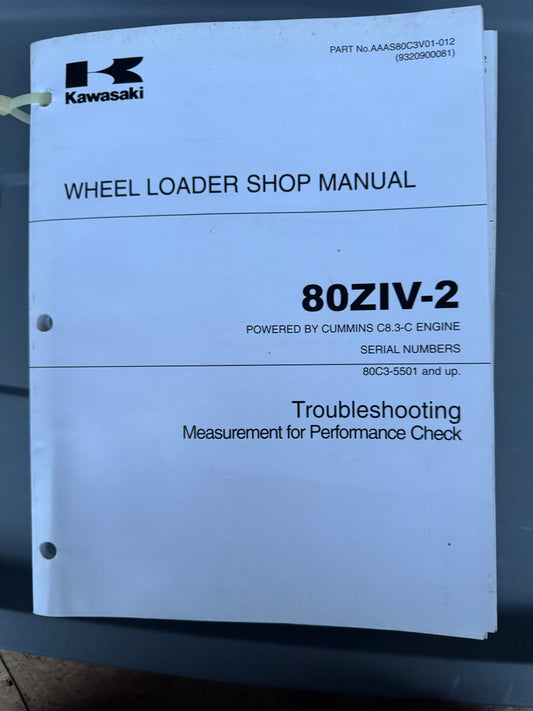 PART No.AAAS80C3V01-012
(9320900081)
Kawasaki
WHEEL LOADER SHOP MANUAL
80ZIV-2
POWERED BY CUMMINS C8.3-C ENGINE
SERIAL NUMBERS
80C3-5501 and up.
Troubleshooting
Measurement for Performance Check